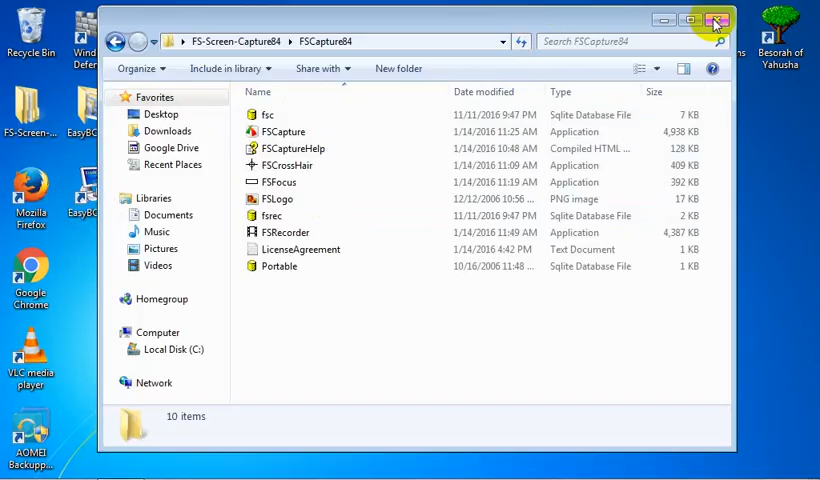 Recycle Bin
Wind
Defen
FS-Screen-...
EasyBC
EasyBC
Mozilla
Firefox
Google
Chrome
VLC media
player
AOMEI
Backupp...
FS-Screen-Capture84 FSCapture84
Search FSCapture84
Organize Include in library Share with New folder
Favorites
Desktop
Downloads
Google Drive
Recent Places
Libraries
Documents
Music
Pictures
Videos
Homegroup
Computer
Local Disk (C:)
Network
Name Date modified Type Size
fsc 11/11/2016 9:47 PM Sqlite Database File 7 KB
FSCapture 1/14/2016 11:25 AM Application 4,938 KB
FSCaptureHelp 1/14/2016 10:48 AM Compiled HTML ... 128 KB
FSCrossHair 1/14/2016 11:09 AM Application 409 KB
FSFocus 1/14/2016 11:19 AM Application 392 KB
FSLogo 12/12/2006 10:56 ... PNG image 17 KB
fsrec 11/11/2016 9:47 PM Sqlite Database File 2 KB
FSRecorder 1/14/2016 11:49 AM Application 4,387 KB
LicenseAgreement 1/14/2016 4:42 PM Text Document 1 KB
Portable 10/16/2006 11:48 ... Sqlite Database File 1 KB
10 items
ns
Besorah of
Yahusha